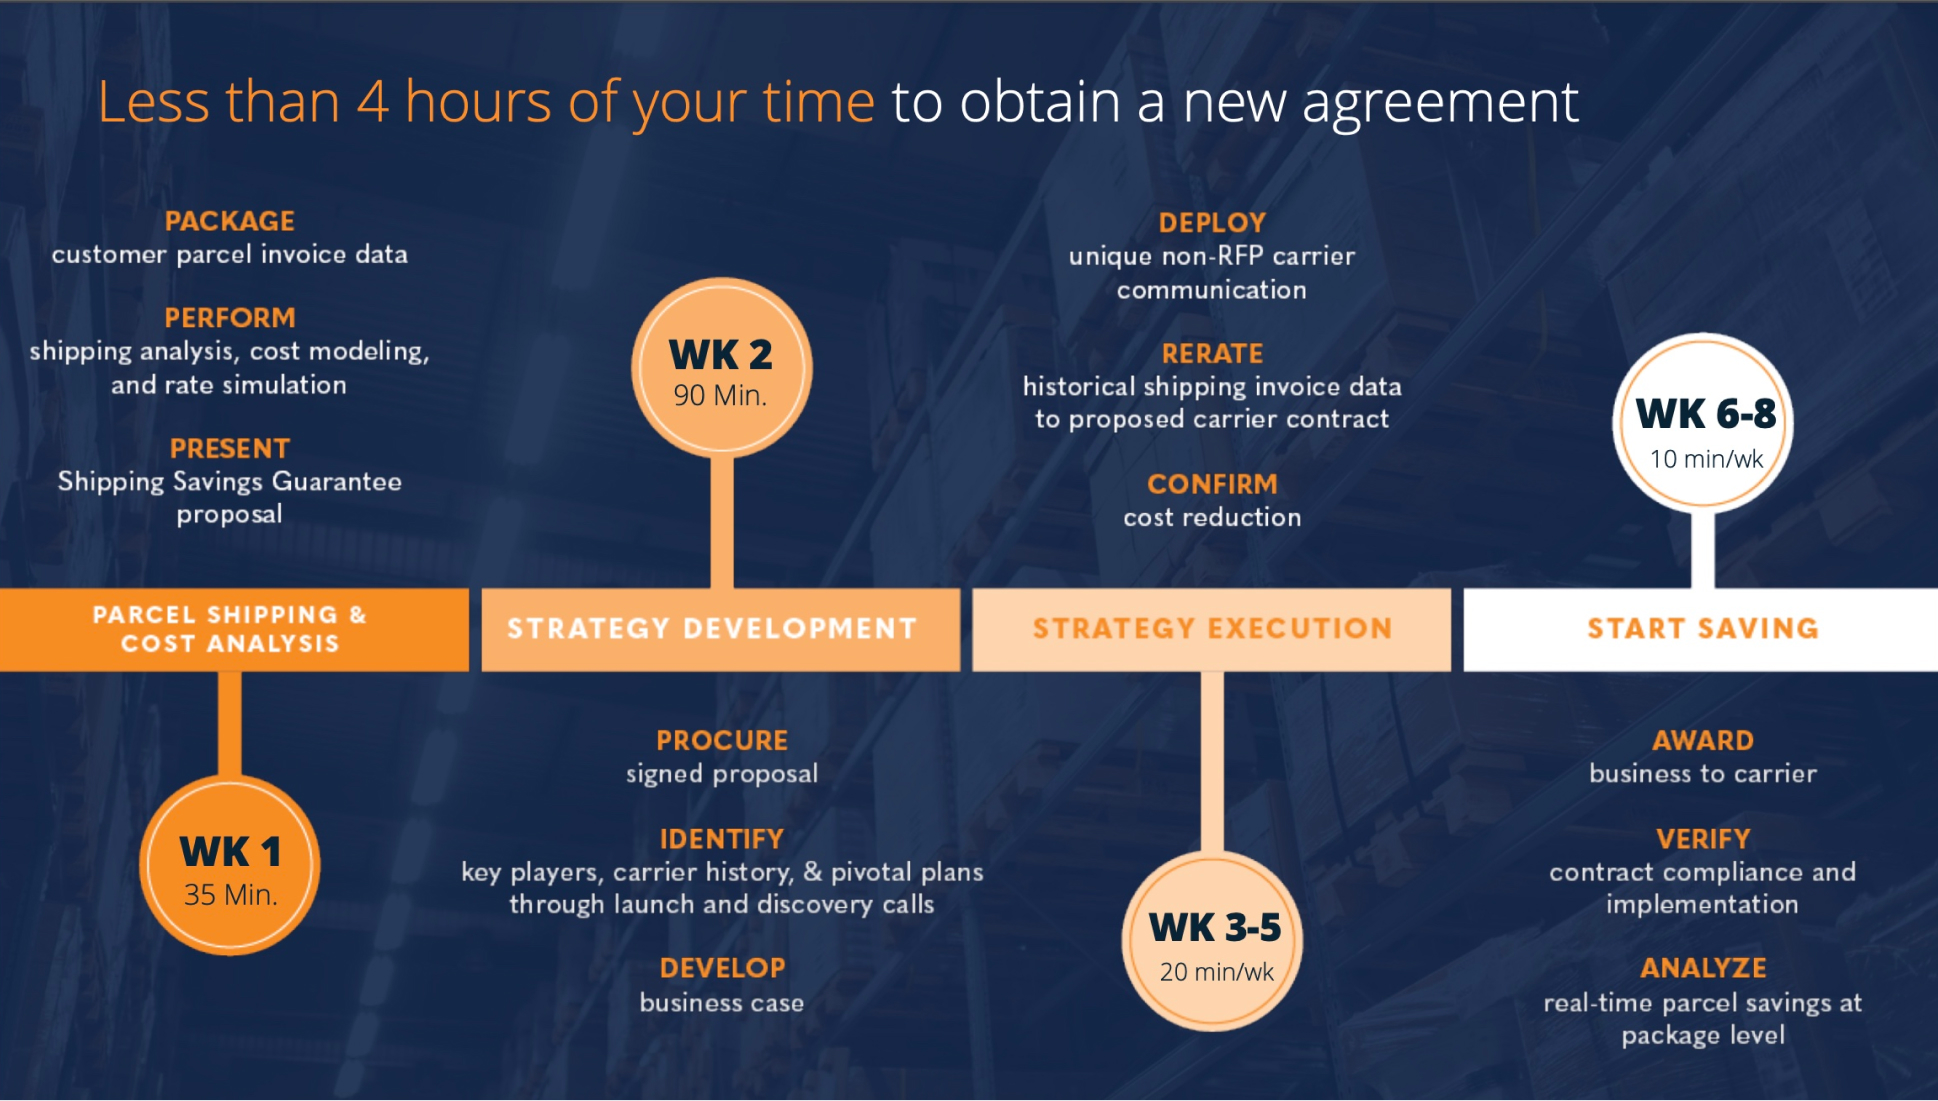 Less than 4 hours of your time to obtain a new agreement
PACKAGE
customer parcel invoice data
PERFORM
shipping analysis, cost modeling,
and rate simulation
PRESENT
Shipping Savings Guarantee
proposal
PARCEL SHIPPING &
COST ANALYSIS
WK 1
35 Min.
WK 2
90 Min.
STRATEGY DEVELOPMENT
PROCURE
signed proposal
IDENTIFY
key players, carrier history, & pivotal plans
through launch and discovery calls
DEVELOP
business case
DEPLOY
unique non-RFP carrier
communication
RERATE
historical shipping invoice data
to proposed carrier contract
CONFIRM
cost reduction
STRATEGY EXECUTION
WK 3-5
20 min/wk
WK 6-8
10 min/wk
START SAVING
AWARD
business to carrier
VERIFY
contract compliance and
implementation
ANALYZE
real-time parcel savings at
package level